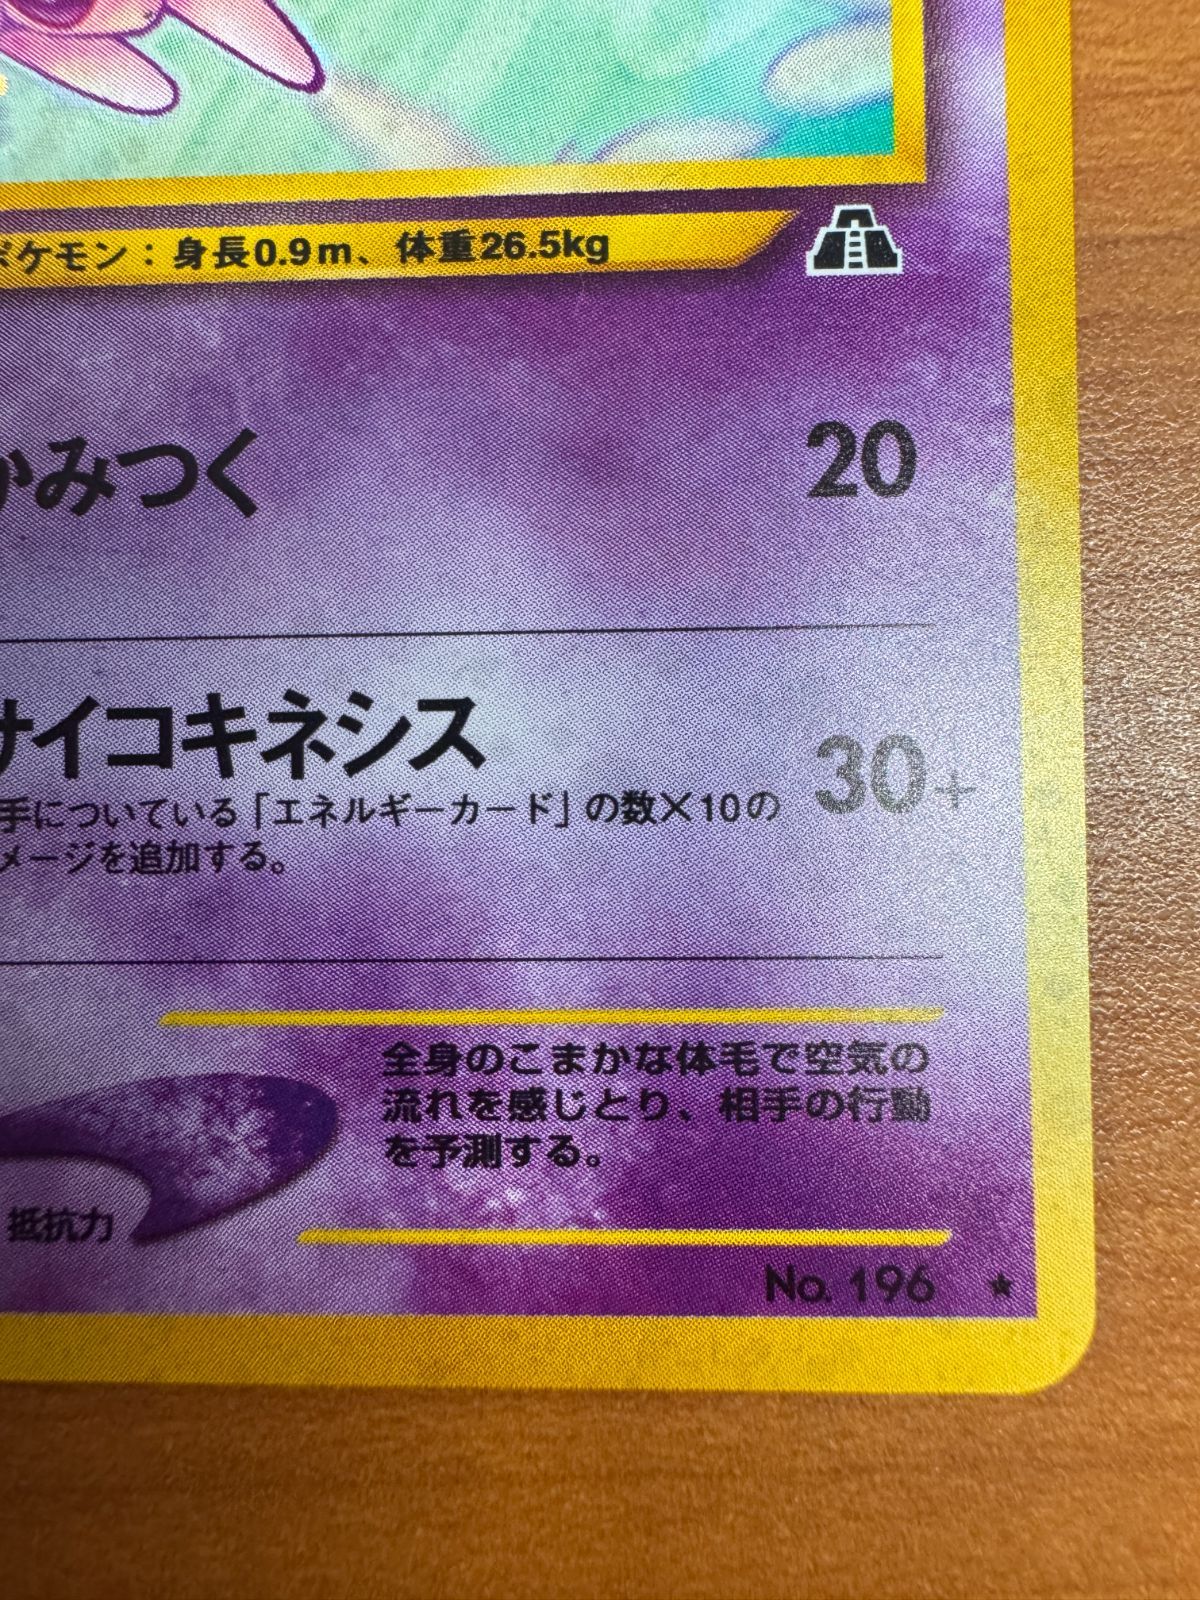 ポケモン：身長0.9m、体重26.5kg
かみつく 20
サイコキネシス 30+
手についている「エネルギーカード」の数×10の
メージを追加する。
全身のこまかな体毛で空気の
流れを感じとり、相手の行動
を予測する。
抵抗力
No. 196 ★